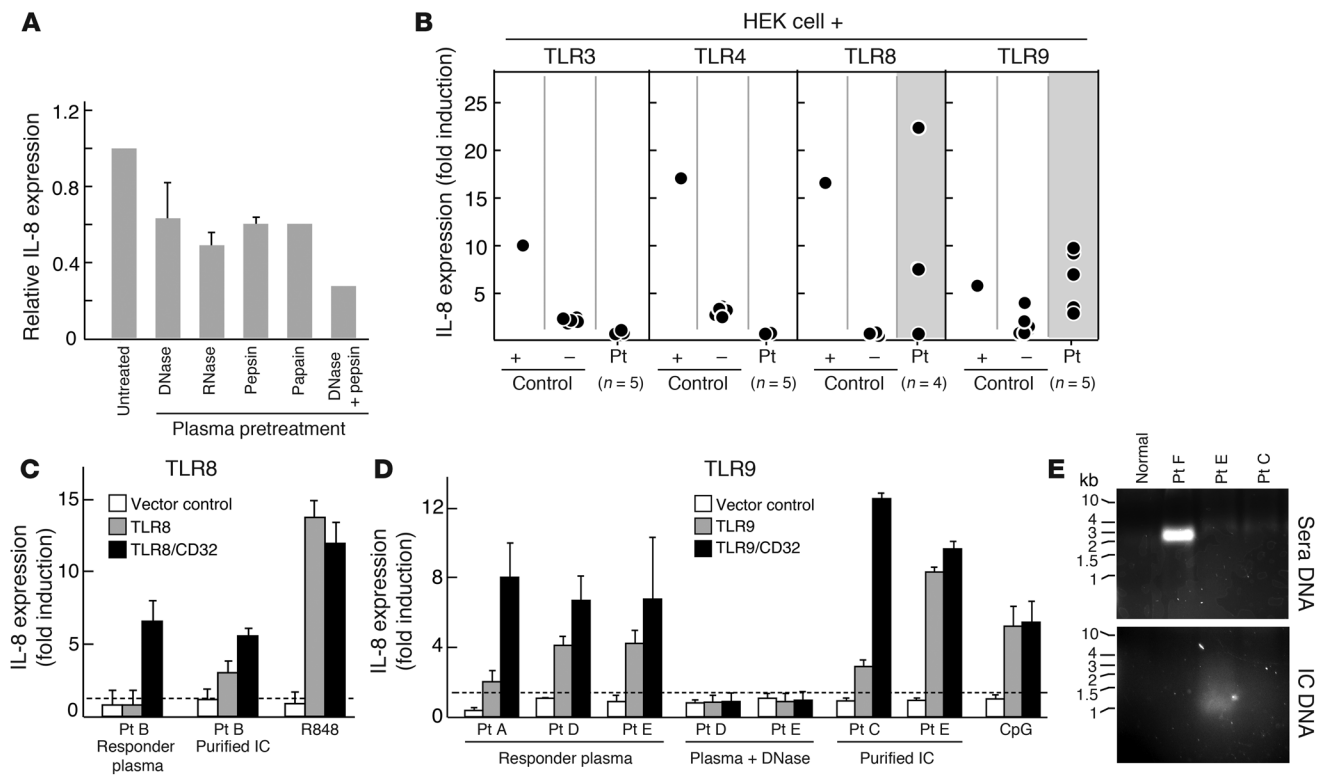 A
Relative IL-8 expression
1.2
0.8
0.4
0
Untreated
DNase
RNase
Pepsin
Papain
DNase
+ pepsin
Plasma pretreatment
B
HEK cell +
TLR3 TLR4 TLR8 TLR9
IL-8 expression (fold induction)
25
20
15
10
5
+ − Pt + − Pt + − Pt + − Pt
Control (n = 5) Control (n = 5) Control (n = 4) Control (n = 5)
C
TLR8
IL-8 expression
(fold induction)
15
10
5
0
Vector control
TLR8
TLR8/CD32
Pt B
Responder
plasma
Pt B
Purified IC
R848
D
TLR9
IL-8 expression
(fold induction)
12
8
4
0
Vector control
TLR9
TLR9/CD32
Pt A Pt D Pt E Pt D Pt E Pt C Pt E CpG
Responder plasma Plasma + DNase Purified IC
E
Normal
Pt F
Pt E
Pt C
kb
10
4
3
2
1.5
1
Sera DNA
10
4
3
2
1.5
1
IC DNA